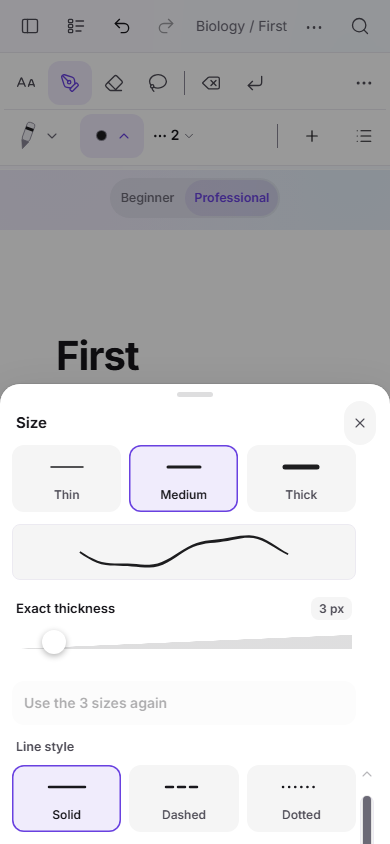 Biology / First
AA
2
Beginner
Professional
First
Size
Thin
Medium
Thick
Exact thickness
3 px
Use the 3 sizes again
Line style
Solid
Dashed
Dotted